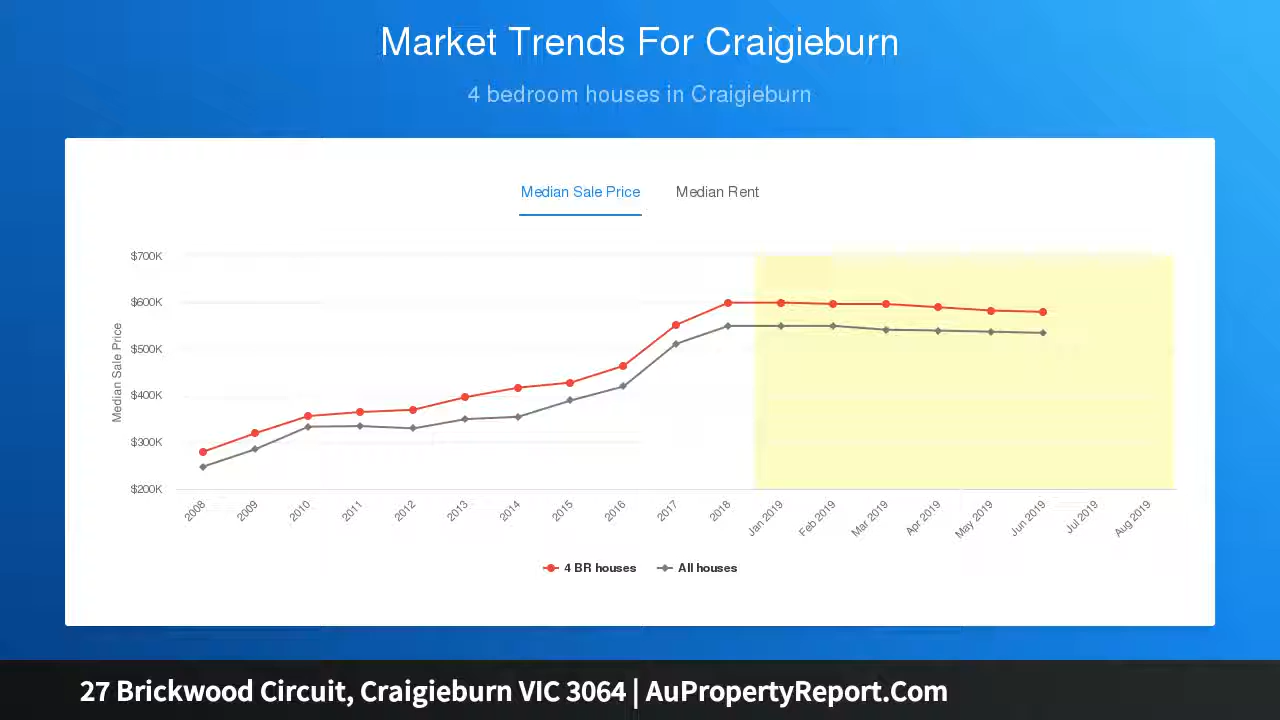 Market Trends For Craigieburn
4 bedroom houses in Craigieburn
Median Sale Price Median Rent
$700K
$600K
$500K
$400K
$300K
$200K
Median Sale Price
2008 2009 2010 2011 2012 2013 2014 2015 2016 2017 2018 Jan 2019 Feb 2019 Mar 2019 Apr 2019 May 2019 Jun 2019 Jul 2019 Aug 2019
4 BR houses All houses
27 Brickwood Circuit, Craigieburn VIC 3064 | AuPropertyReport.Com